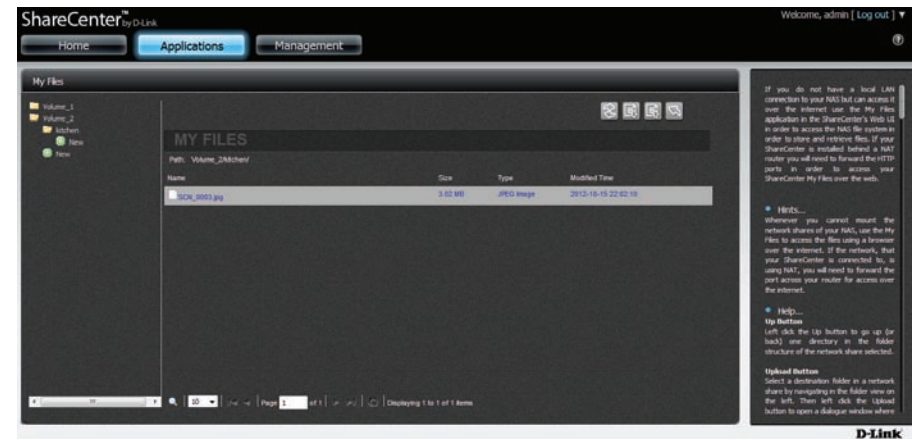 ShareCenter™ by D-Link
Welcome, admin [ Log out ] ▼
Home
Applications
Management
My Files
Volume_1
Volume_2
kitchen
New
New
MY FILES
Path: Volume_2/kitchen/
Name Size Type Modified Time
SCN_0003.jpg 3.02 MB JPEG Image 2012-10-15 22:02:10
10 Page 1 of 1 Displaying 1 to 1 of 1 items
If you do not have a local LAN
connection to your NAS but can access it
over the internet use the My Files
application in the ShareCenter's Web UI
in order to access the NAS file system in
order to store and retrieve files. If your
ShareCenter is installed behind a NAT
router you will need to forward the HTTP
ports in order to access your
ShareCenter My Files over the web.
Hints...
Whenever you cannot mount the
network shares of your NAS, use the My
Files to access the files using a browser
over the internet. If the network, that
your ShareCenter is connected to, is
using NAT, you will need to forward the
port across your router for access over
the internet.
Help...
Up Button
Left click the Up button to go up (or
back) one directory in the folder
structure of the network share selected.
Upload Button
Select a destination folder in a network
share by navigating in the folder view on
the left. Then left click the Upload
button to open a dialogue window where
D-Link